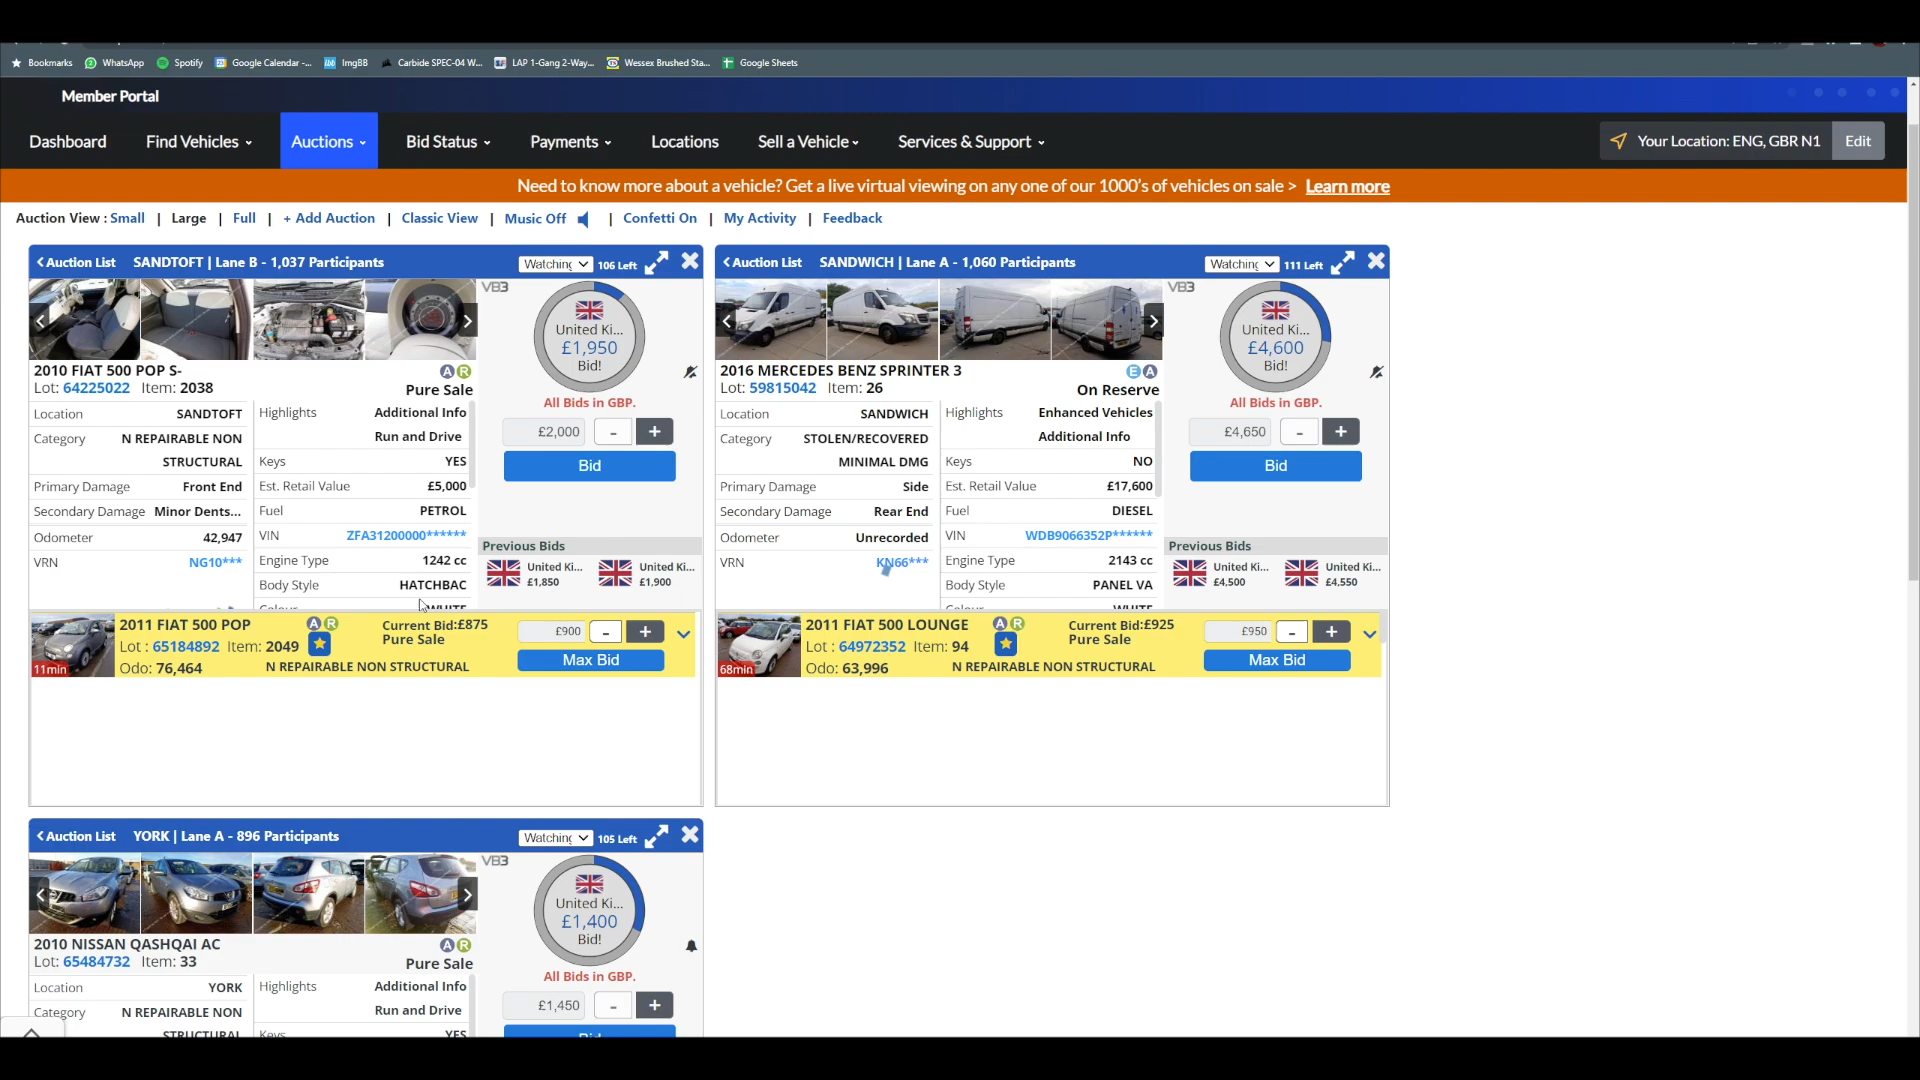 Bookmarks WhatsApp Spotify Google Calendar -... ImgBB Carbide SPEC-04 W... LAP 1-Gang 2-Way... Wessex Brushed Sta... Google Sheets
Member Portal
Dashboard Find Vehicles Auctions Bid Status Payments Locations Sell a Vehicle Services & Support Your Location: ENG, GBR N1 Edit
Need to know more about a vehicle? Get a live virtual viewing on any one of our 1000's of vehicles on sale > Learn more
Auction View : Small | Large | Full | + Add Auction | Classic View | Music Off | Confetti On | My Activity | Feedback
Auction List SANDTOFT | Lane B - 1,037 Participants Watching 106 Left
VB3
United Ki...
£1,950
Bid!
2010 FIAT 500 POP S- A R
Lot: 64225022 Item: 2038 Pure Sale
All Bids in GBP.
Location SANDTOFT
Category N REPAIRABLE NON
STRUCTURAL
Primary Damage Front End
Secondary Damage Minor Dents...
Odometer 42,947
VRN NG10***
Highlights Additional Info
Run and Drive
Keys YES
Est. Retail Value £5,000
Fuel PETROL
VIN ZFA31200000******
Engine Type 1242 cc
Body Style HATCHBAC
Colour WHITE
£2,000 - +
Bid
Previous Bids
United Ki... United Ki...
£1,850 £1,900
2011 FIAT 500 POP A R Current Bid:£875 £900 - +
Lot : 65184892 Item: 2049 Pure Sale
11min Odo: 76,464 N REPAIRABLE NON STRUCTURAL Max Bid
Auction List SANDWICH | Lane A - 1,060 Participants Watching 111 Left
VB3
United Ki...
£4,600
Bid!
2016 MERCEDES BENZ SPRINTER 3 E A
Lot: 59815042 Item: 26 On Reserve
All Bids in GBP.
Location SANDWICH
Category STOLEN/RECOVERED
MINIMAL DMG
Primary Damage Side
Secondary Damage Rear End
Odometer Unrecorded
VRN KN66***
Highlights Enhanced Vehicles
Additional Info
Keys NO
Est. Retail Value £17,600
Fuel DIESEL
VIN WDB9066352P******
Engine Type 2143 cc
Body Style PANEL VA
Colour WHITE
£4,650 - +
Bid
Previous Bids
United Ki... United Ki...
£4,500 £4,550
2011 FIAT 500 LOUNGE A R Current Bid:£925 £950 - +
Lot : 64972352 Item: 94 Pure Sale
68min Odo: 63,996 N REPAIRABLE NON STRUCTURAL Max Bid
Auction List YORK | Lane A - 896 Participants Watching 105 Left
VB3
United Ki...
£1,400
Bid!
2010 NISSAN QASHQAI AC A R
Lot: 65484732 Item: 33 Pure Sale
All Bids in GBP.
Location YORK
Category N REPAIRABLE NON
STRUCTURAL
Highlights Additional Info
Run and Drive
Keys YES
£1,450 - +
Bid